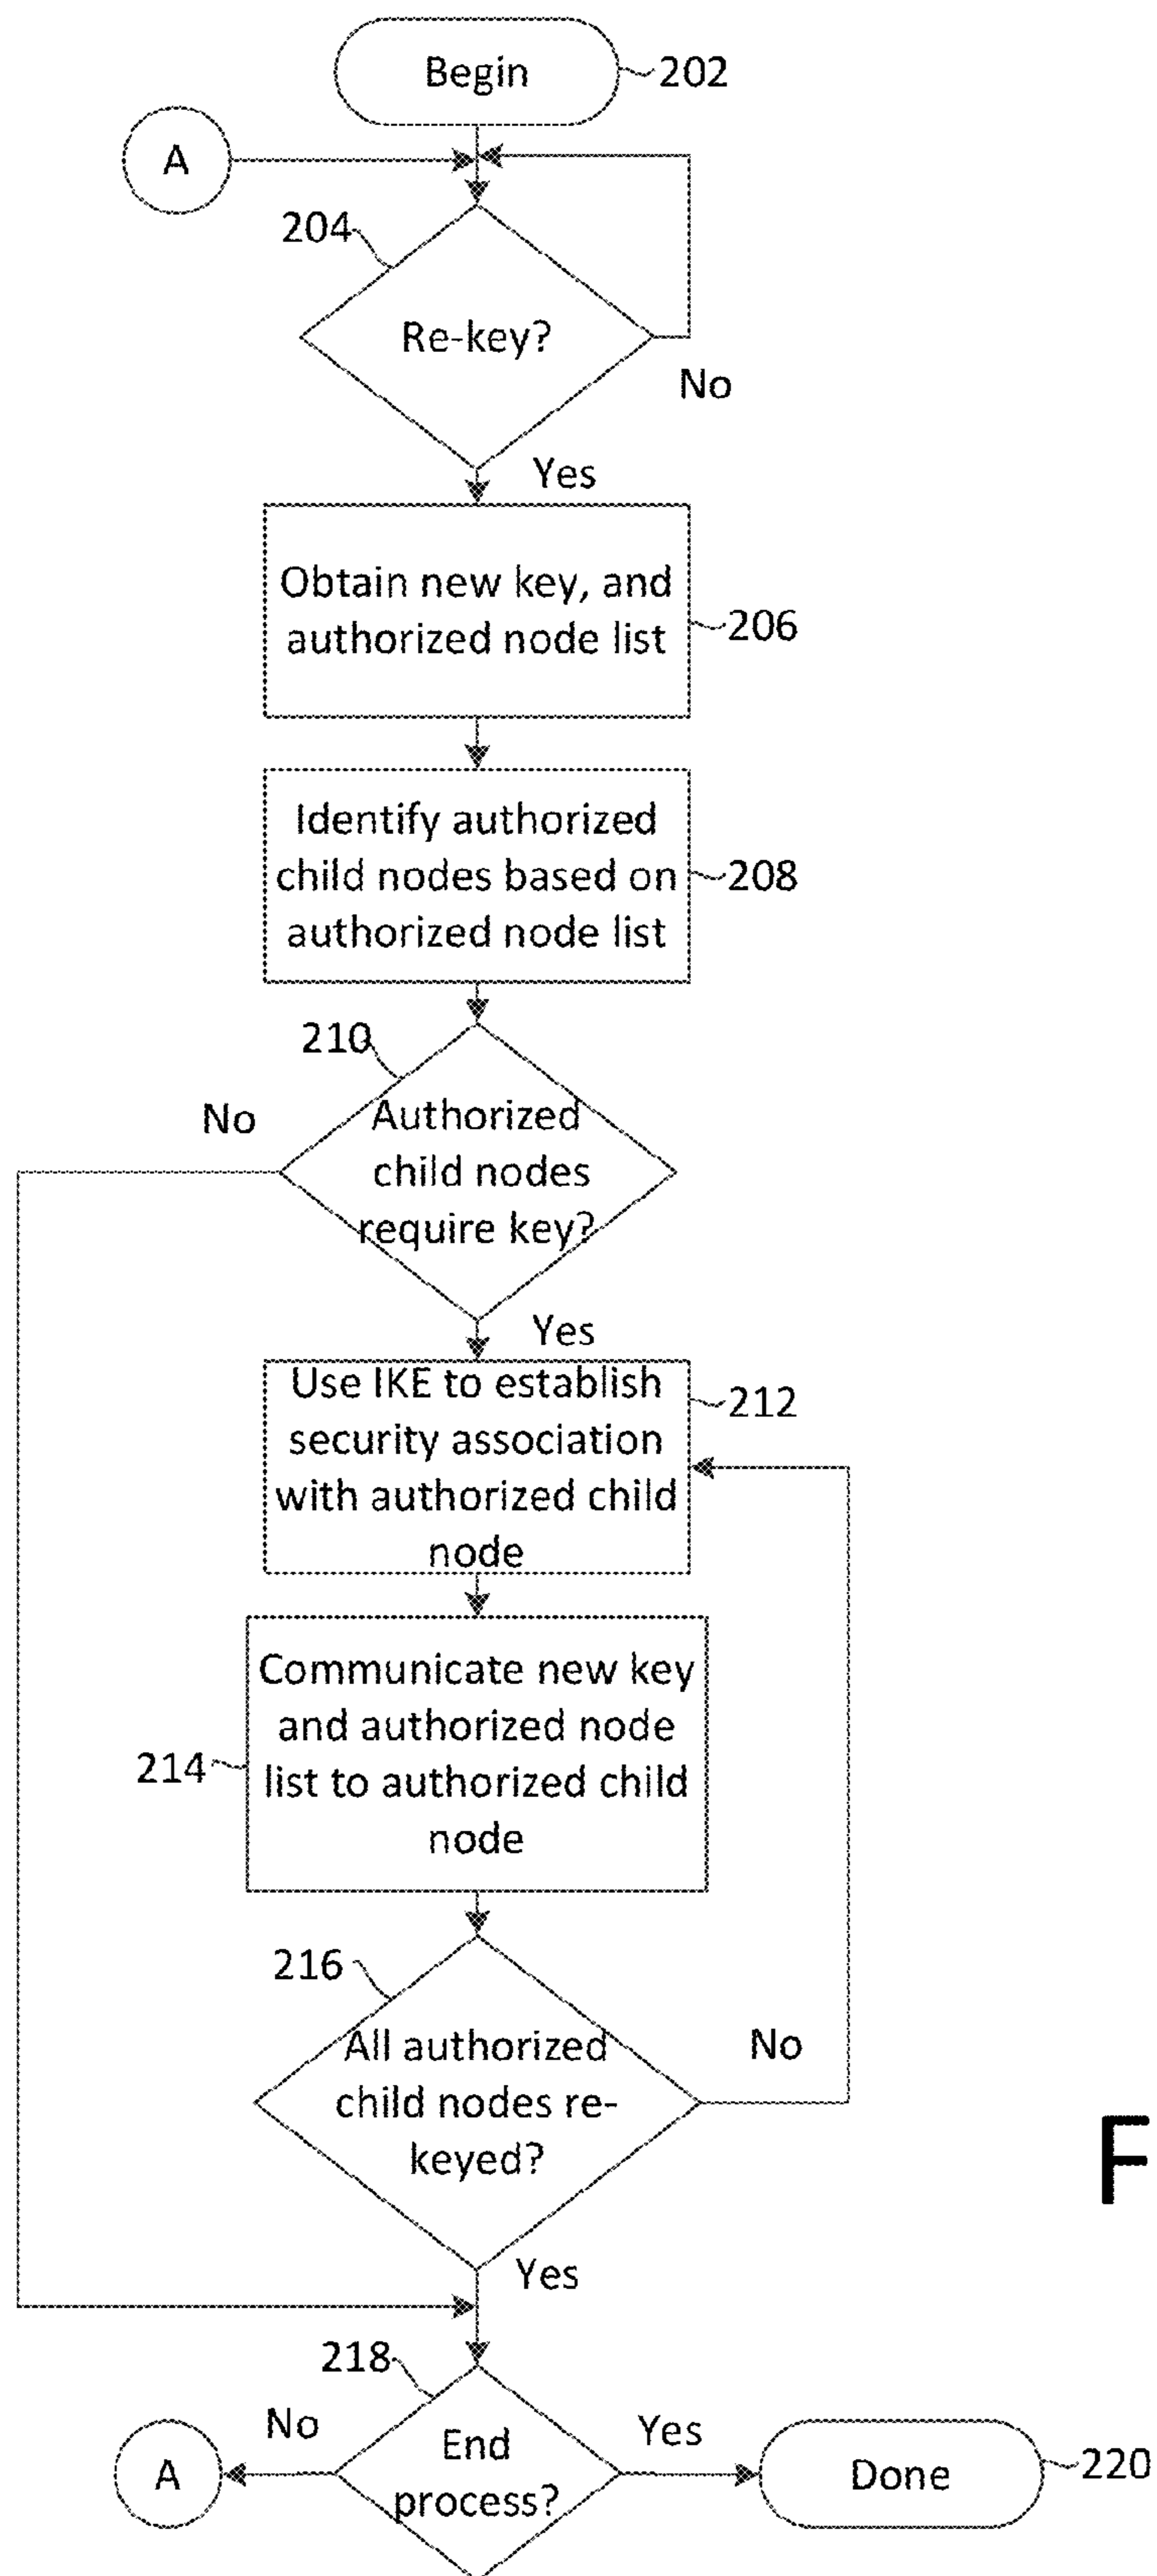 Begin
202
A
204
Re-key?
No
Yes
Obtain new key, and
authorized node list
206
Identify authorized
child nodes based on
authorized node list
208
210
No
Authorized
child nodes
require key?
Yes
Use IKE to establish
security association
with authorized child
node
212
Communicate new key
and authorized node
list to authorized child
node
214
216
All authorized
child nodes re-
keyed?
No
Yes
218
No
End
process?
Yes
A
Done
220
F